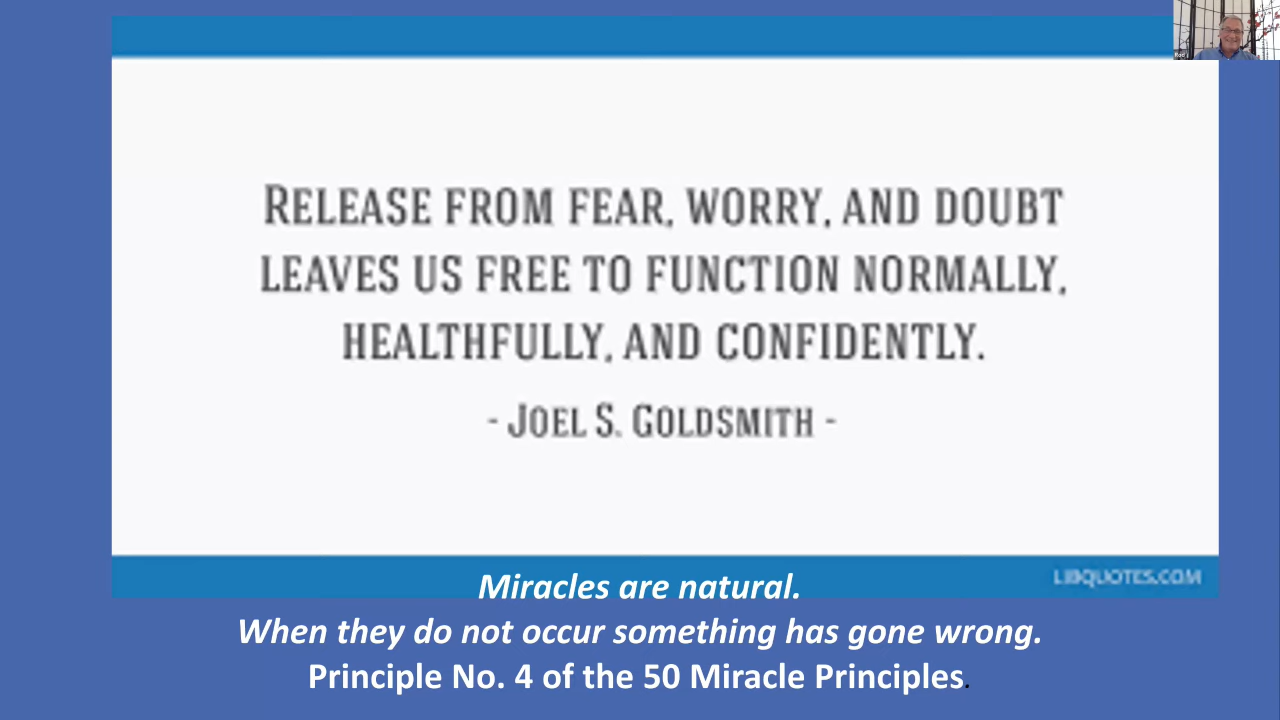 RELEASE FROM FEAR, WORRY, AND DOUBT
LEAVES US FREE TO FUNCTION NORMALLY,
HEALTHFULLY, AND CONFIDENTLY.
- JOEL S. GOLDSMITH -
LIBQUOTES.COM
Miracles are natural.
When they do not occur something has gone wrong.
Principle No. 4 of the 50 Miracle Principles.